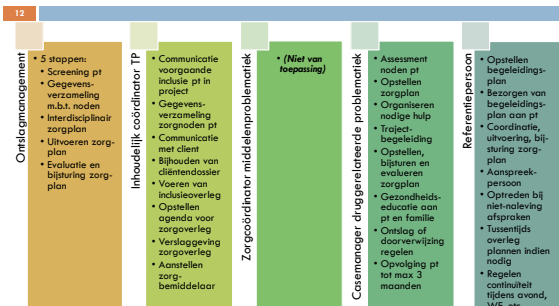 12
Ontslagmanagement
• 5 stappen:
• Screening pt
• Gegevens-
verzameling
m.b.t. noden
• Interdisciplinair
zorgplan
• Uitvoeren zorg-
plan
• Evaluatie en
bijsturing zorg-
plan
Inhoudelijk coördinator TP
• Communicatie
voorgaande
inclusie pt in
project
• Gegevens-
verzameling
zorgnoden pt
• Communicatie
met client
• Bijhouden van
cliëntendossier
• Voeren van
inclusieoverleg
• Opstellen
agenda voor
zorgoverleg
• Verslaggeving
zorgoverleg
• Aanstellen
zorg-
bemiddelaar
Zorgcoördinator middelenproblematiek
• (Niet van
toepassing)
Casemanager druggerelateerde problematiek
• Assessment
noden pt
• Opstellen
zorgplan
• Organiseren
nodige hulp
• Traject-
begeleiding
• Opstellen,
bijsturen en
evalueren
zorgplan
• Gezondheids-
educatie aan
pt en familie
• Ontslag of
doorverwijzing
regelen
• Opvolging pt
tot max 3
maanden
Referentiepersoon
• Opstellen
begeleidings-
plan
• Bezorgen van
begeleidings-
plan aan pt
• Coordinatie,
uitvoering, bij-
sturing zorg-
plan
• Aanspreek-
persoon
• Optreden bij
niet-naleving
afspraken
• Tussentijds
overleg
plannen indien
nodig
• Regelen
continuïteit
tijdens avond,
WE, etc.